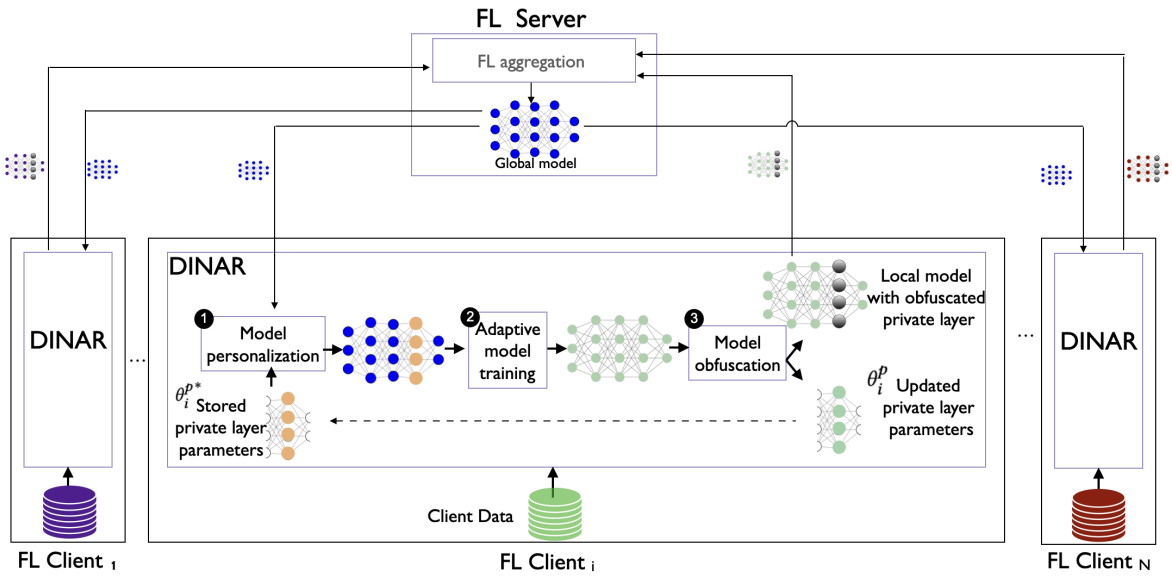 FL Server
FL aggregation
Global model
DINAR
DINAR
1
Model
personalization
2
Adaptive
model
training
3
Model
obfuscation
Local model
with obfuscated
private layer
θ_i^{p*} Stored
private layer
parameters
θ_i^p Updated
private layer
parameters
...
...
DINAR
Client Data
FL Client 1
FL Client i
FL Client N